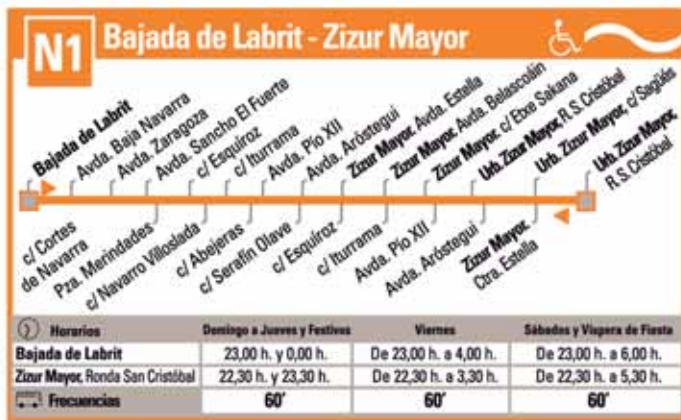 N1
Bajada de Labrit - Zizur Mayor
Bajada de Labrit
Avda. Baja Navarra
Avda. Zaragoza
Avda. Sancho El Fuerte
c/ Esquiroz
c/ Iturrama
Avda. Pío XII
Avda. Aróstegui
Zizur Mayor, Avda. Estella
Zizur Mayor, Avda. Belascoáin
Zizur Mayor, c/ Etxe Sakana
Urb. Zizur Mayor, R. S. Cristóbal
Urb. Zizur Mayor, c/ Sagüés
Urb. Zizur Mayor,
R. S. Cristóbal
c/ Cortes
de Navarra
Pza. Merindades
c/ Navarro Villoslada
c/ Abejeras
c/ Serafín Olave
c/ Esquíroz
c/ Iturrama
Avda. Pío XII
Avda. Aróstegui
Zizur Mayor,
Ctra. Estella
Horarios Domingo a Jueves y Festivos Viernes Sábados y Víspera de Fiesta
Bajada de Labrit 23,00 h. y 0,00 h. De 23,00 h. a 4,00 h. De 23,00 h. a 6,00 h.
Zizur Mayor, Ronda San Cristóbal 22,30 h. y 23,30 h. De 22,30 h. a 3,30 h. De 22,30 h. a 5,30 h.
Frecuencias 60’ 60’ 60’